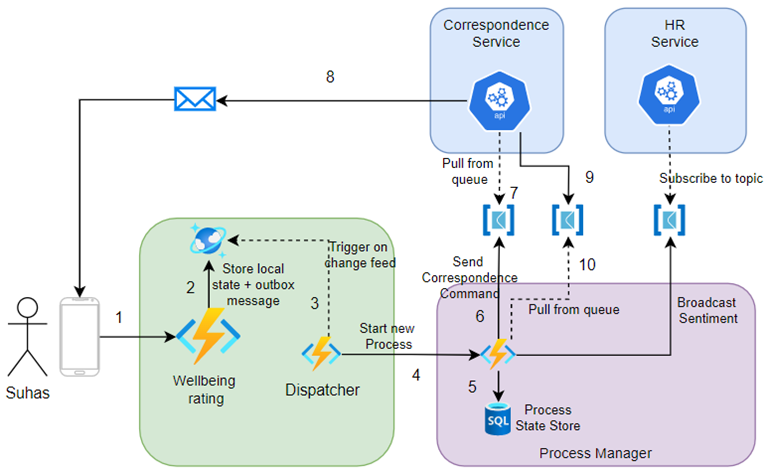 Correspondence
Service
api
HR
Service
api
8
Pull from
queue
7
9
Subscribe to topic
Trigger on
change feed
Store local
state + outbox
message
2
3
Send
Correspondence
Command
10
6
Pull from queue
Broadcast
Sentiment
1
Start new
Process
4
Suhas
Wellbeing
rating
Dispatcher
5
SQL
Process
State Store
Process Manager